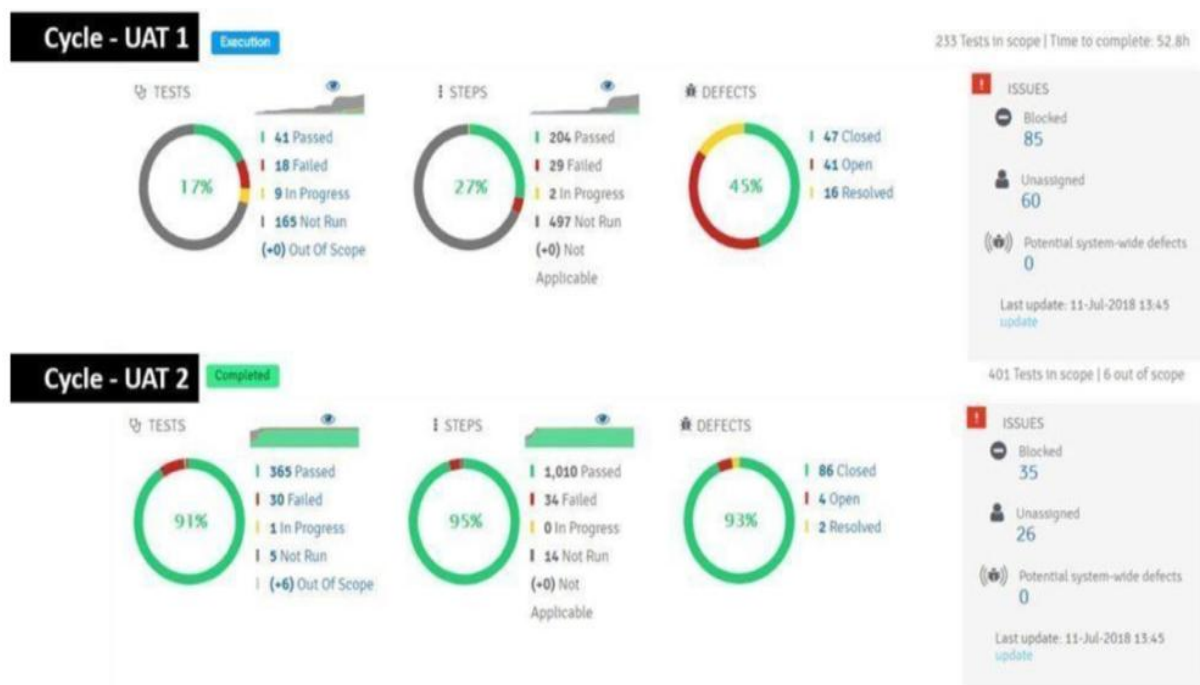 Cycle - UAT 1
Execution
233 Tests in scope | Time to complete: 52.8h
TESTS
17%
41 Passed
18 Failed
9 In Progress
165 Not Run
(+0) Out Of Scope
STEPS
27%
204 Passed
29 Failed
2 In Progress
497 Not Run
(+0) Not
Applicable
DEFECTS
45%
47 Closed
41 Open
16 Resolved
! ISSUES
Blocked
85
Unassigned
60
Potential system-wide defects
0
Last update: 11-Jul-2018 13:45
update
Cycle - UAT 2
Completed
401 Tests in scope | 6 out of scope
TESTS
91%
365 Passed
30 Failed
1 In Progress
5 Not Run
(+6) Out Of Scope
STEPS
95%
1,010 Passed
34 Failed
0 In Progress
14 Not Run
(+0) Not
Applicable
DEFECTS
93%
86 Closed
4 Open
2 Resolved
! ISSUES
Blocked
35
Unassigned
26
Potential system-wide defects
0
Last update: 11-Jul-2018 13:45
update